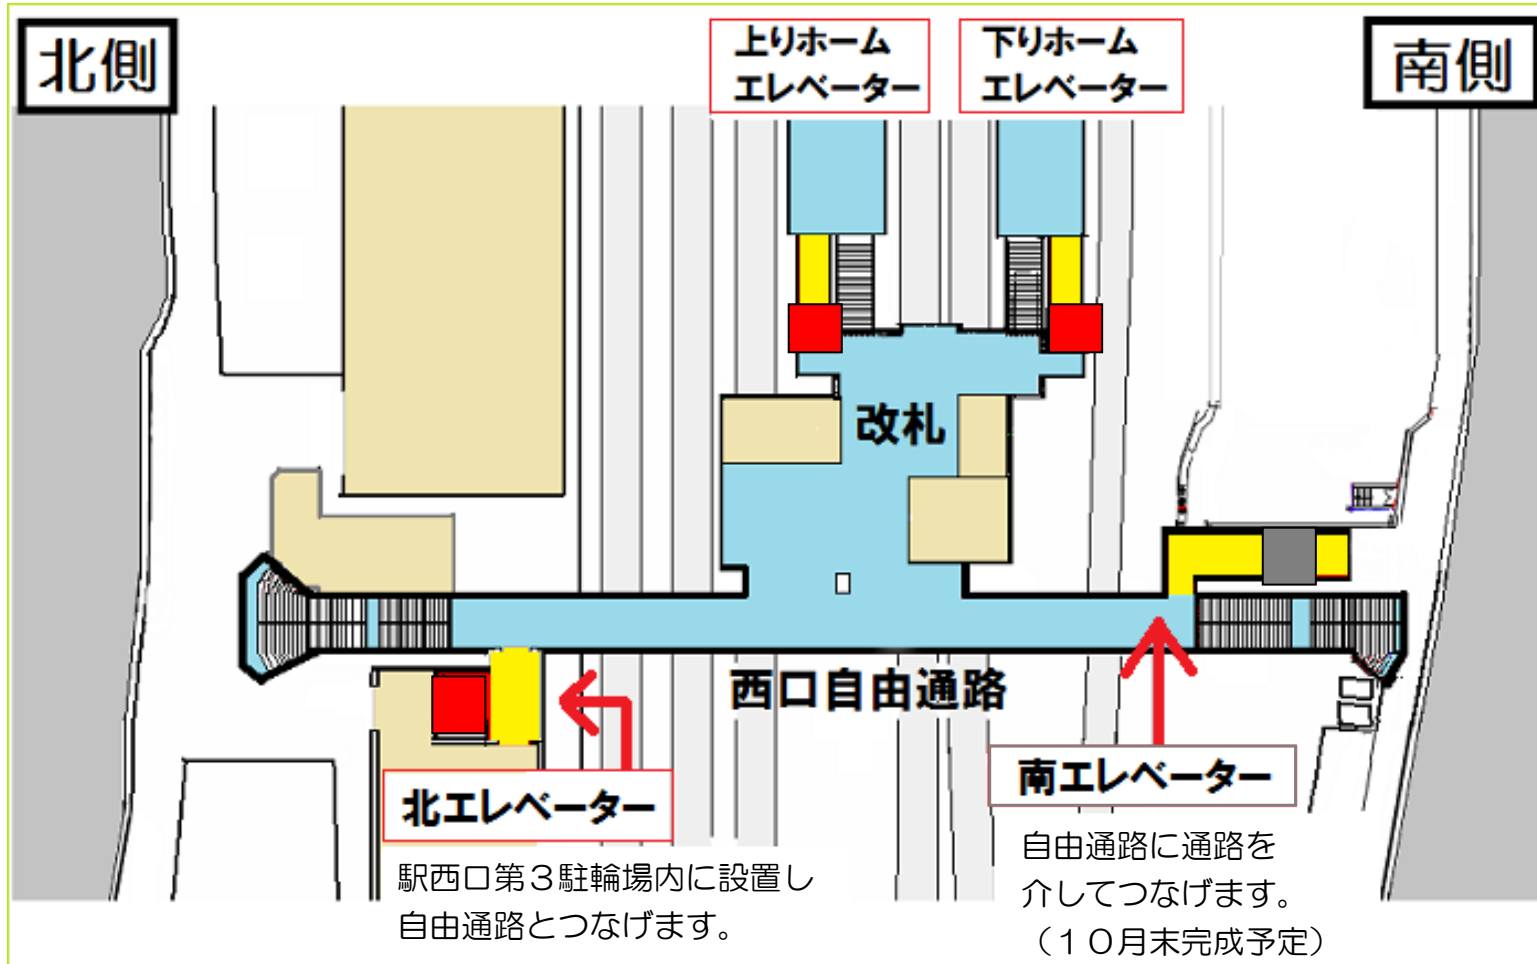 北側
上りホーム
エレベーター
下りホーム
エレベーター
南側
改札
西口自由通路
北エレベーター
駅西口第３駐輪場内に設置し
自由通路とつなげます。
南エレベーター
自由通路に通路を
介してつなげます。
（１０月末完成予定）